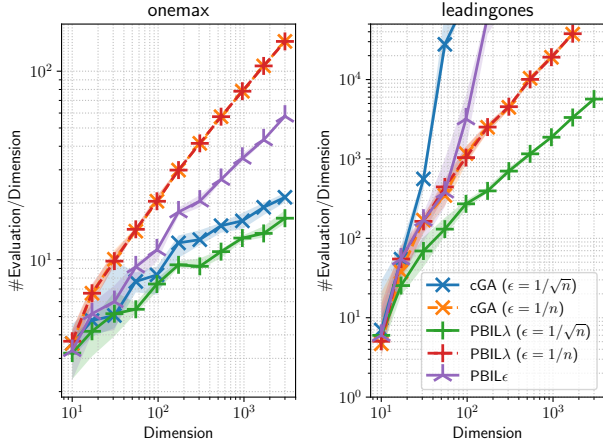 onemax
#Evaluation/Dimension
10²
10¹
10¹ 10² 10³
Dimension
leadingones
#Evaluation/Dimension
10⁴
10³
10²
10¹
10⁰
10¹ 10² 10³
Dimension
cGA (ϵ = 1/√n)
cGA (ϵ = 1/n)
PBILλ (ϵ = 1/√n)
PBILλ (ϵ = 1/n)
PBILϵ